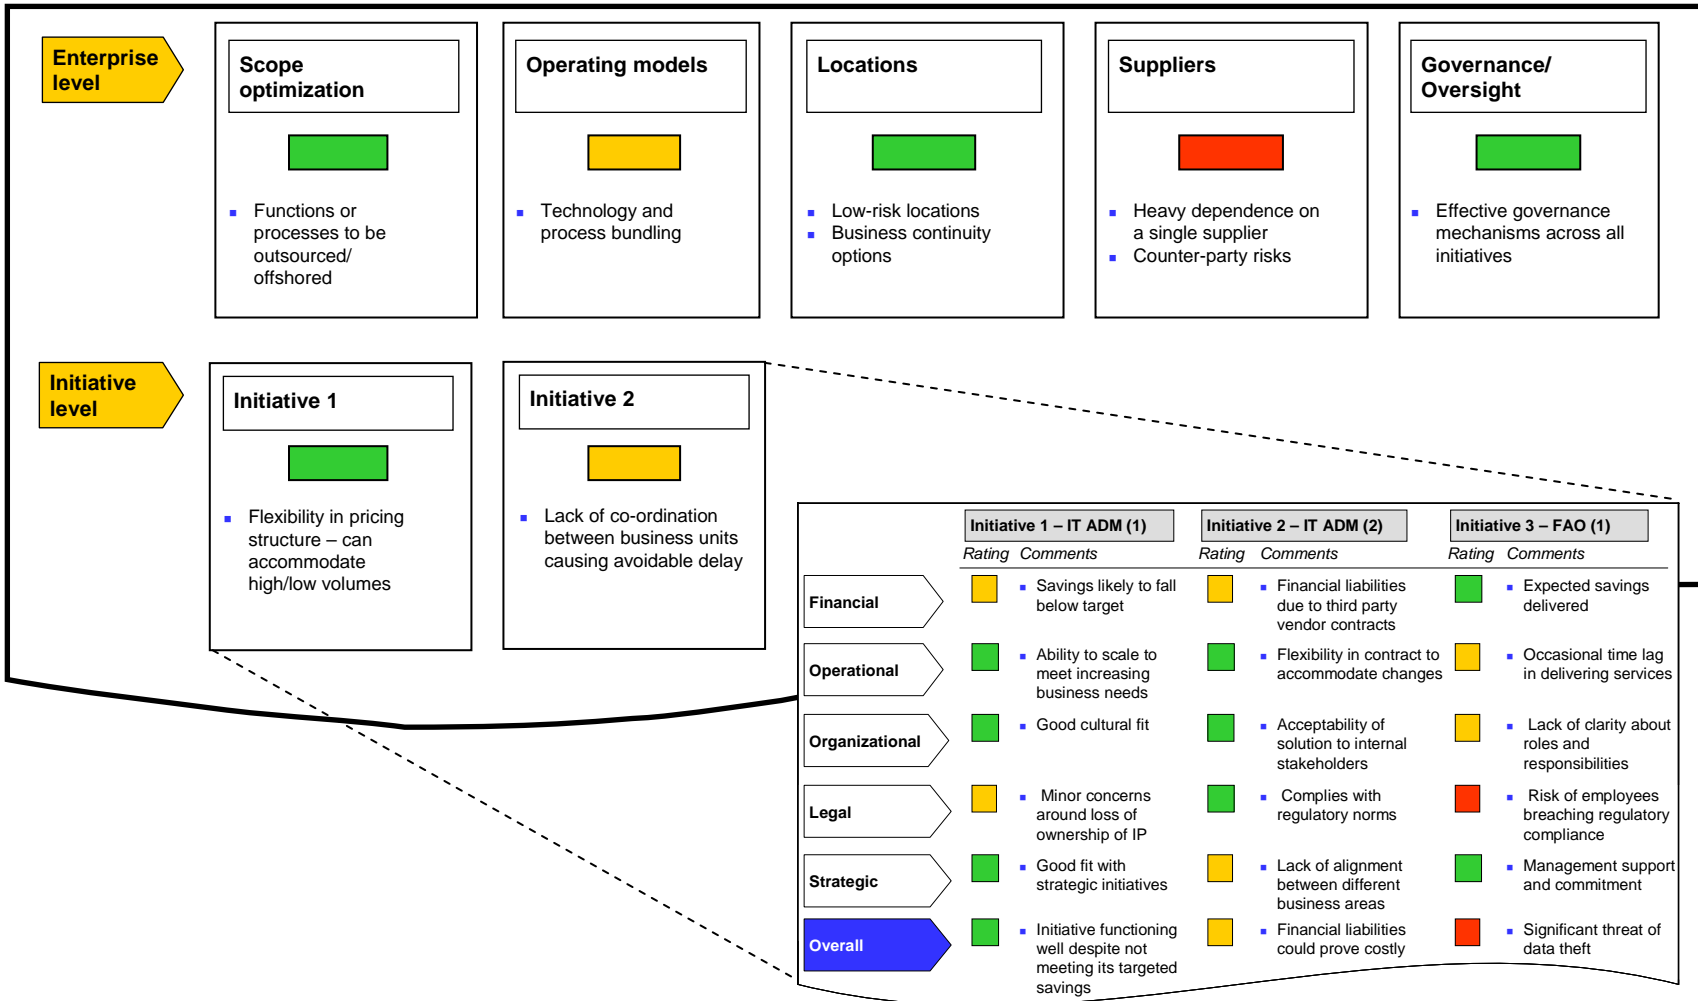 Enterprise
level
Scope
optimization
Functions or
processes to be
outsourced/
offshored
Operating models
Technology and
process bundling
Locations
Low-risk locations
Business continuity
options
Suppliers
Heavy dependence on
a single supplier
Counter-party risks
Governance/
Oversight
Effective governance
mechanisms across all
initiatives
Initiative
level
Initiative 1
Flexibility in pricing
structure – can
accommodate
high/low volumes
Initiative 2
Lack of co-ordination
between business units
causing avoidable delay
Initiative 1 – IT ADM (1)
Initiative 2 – IT ADM (2)
Initiative 3 – FAO (1)
Rating Comments
Rating Comments
Rating Comments
Financial
Savings likely to fall
below target
Financial liabilities
due to third party
vendor contracts
Expected savings
delivered
Operational
Ability to scale to
meet increasing
business needs
Flexibility in contract to
accommodate changes
Occasional time lag
in delivering services
Organizational
Good cultural fit
Acceptability of
solution to internal
stakeholders
Lack of clarity about
roles and
responsibilities
Legal
Minor concerns
around loss of
ownership of IP
Complies with
regulatory norms
Risk of employees
breaching regulatory
compliance
Strategic
Good fit with
strategic initiatives
Lack of alignment
between different
business areas
Management support
and commitment
Overall
Initiative functioning
well despite not
meeting its targeted
savings
Financial liabilities
could prove costly
Significant threat of
data theft